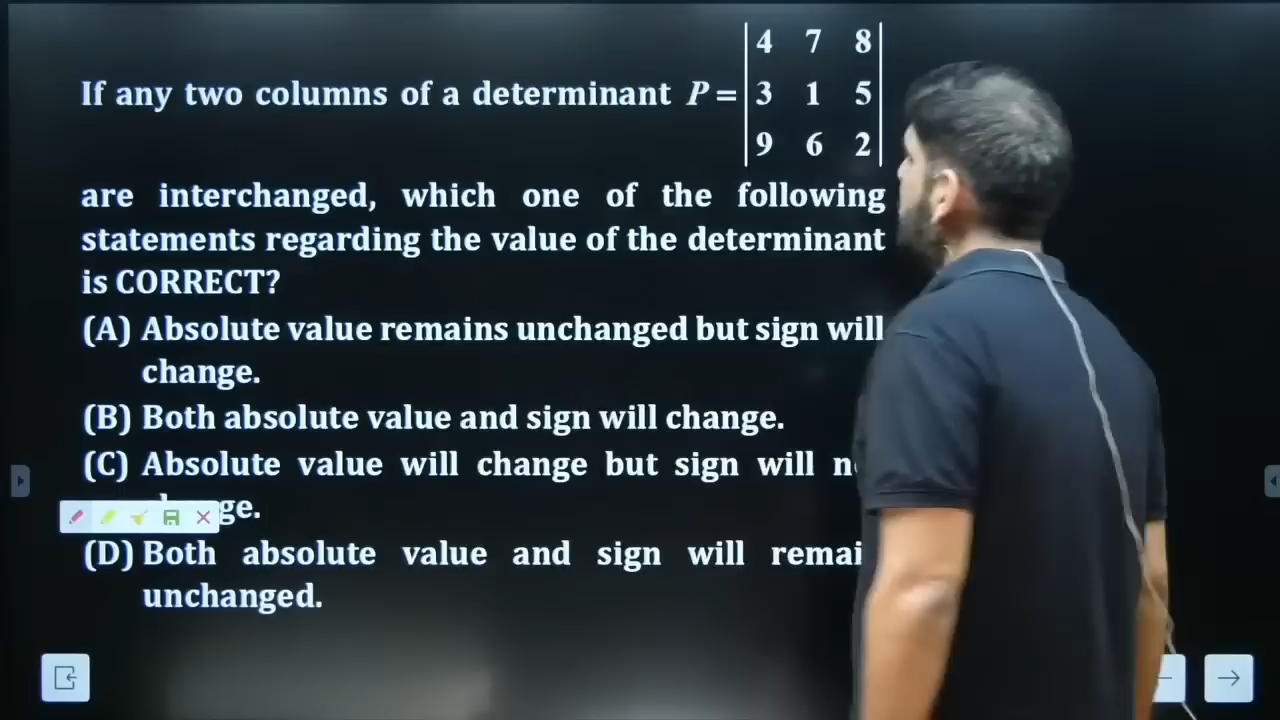 If any two columns of a determinant P = | 4 7 8 |
| 3 1 5 |
| 9 6 2 |
are interchanged, which one of the following
statements regarding the value of the determinant
is CORRECT?
(A) Absolute value remains unchanged but sign will
change.
(B) Both absolute value and sign will change.
(C) Absolute value will change but sign will
(D) Both absolute value and sign will
unchanged.